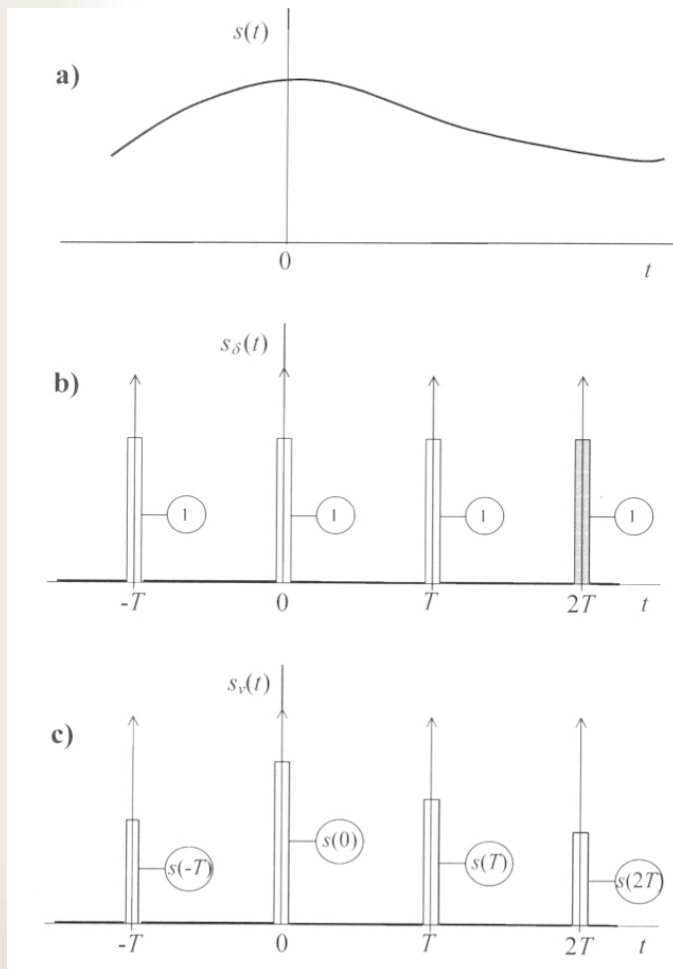 s(t)
a)
0
t
sδ(t)
b)
1 1 1 1
-T 0 T 2T t
sv(t)
c)
s(-T) s(0) s(T) s(2T)
-T 0 T 2T t